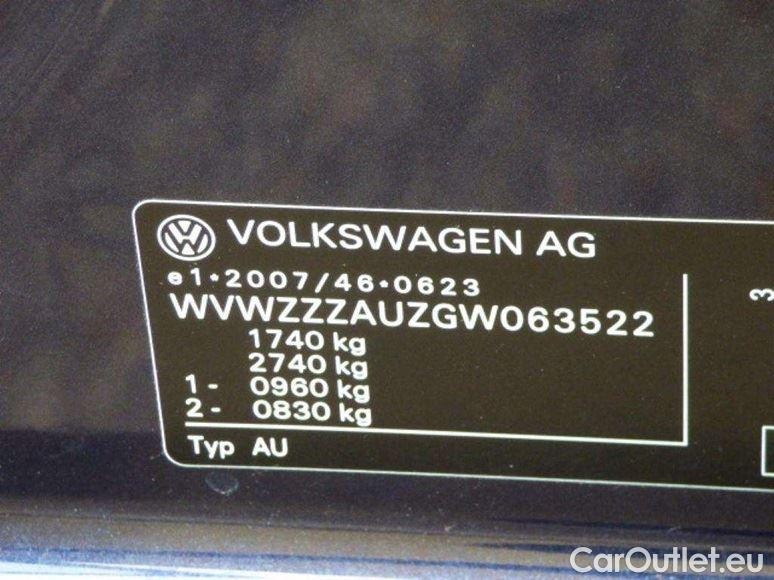 VOLKSWAGEN AG
e1*2007/46*0623
WVWZZZAUZGW063522
1740 kg
2740 kg
1- 0960 kg
2- 0830 kg
Typ AU
3
CarOutlet.eu